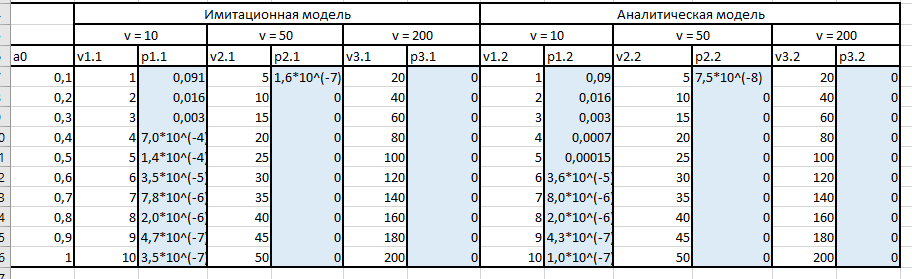 Имитационная модель Аналитическая модель
v = 10 v = 50 v = 200 v = 10 v = 50 v = 200
a0 v1.1 p1.1 v2.1 p2.1 v3.1 p3.1 v1.2 p1.2 v2.2 p2.2 v3.2 p3.2
0,1 1 0,091 5 1,6*10^(-7) 20 0 1 0,09 5 7,5*10^(-8) 20 0
0,2 2 0,016 10 0 40 0 2 0,016 10 0 40 0
0,3 3 0,003 15 0 60 0 3 0,003 15 0 60 0
0,4 4 7,0*10^(-4) 20 0 80 0 4 0,0007 20 0 80 0
0,5 5 1,4*10^(-4) 25 0 100 0 5 0,00015 25 0 100 0
0,6 6 3,5*10^(-5) 30 0 120 0 6 3,6*10^(-5) 30 0 120 0
0,7 7 7,8*10^(-6) 35 0 140 0 7 8,0*10^(-6) 35 0 140 0
0,8 8 2,0*10^(-6) 40 0 160 0 8 2,0*10^(-6) 40 0 160 0
0,9 9 4,7*10^(-7) 45 0 180 0 9 4,3*10^(-7) 45 0 180 0
1 10 3,5*10^(-7) 50 0 200 0 10 1,0*10^(-7) 50 0 200 0